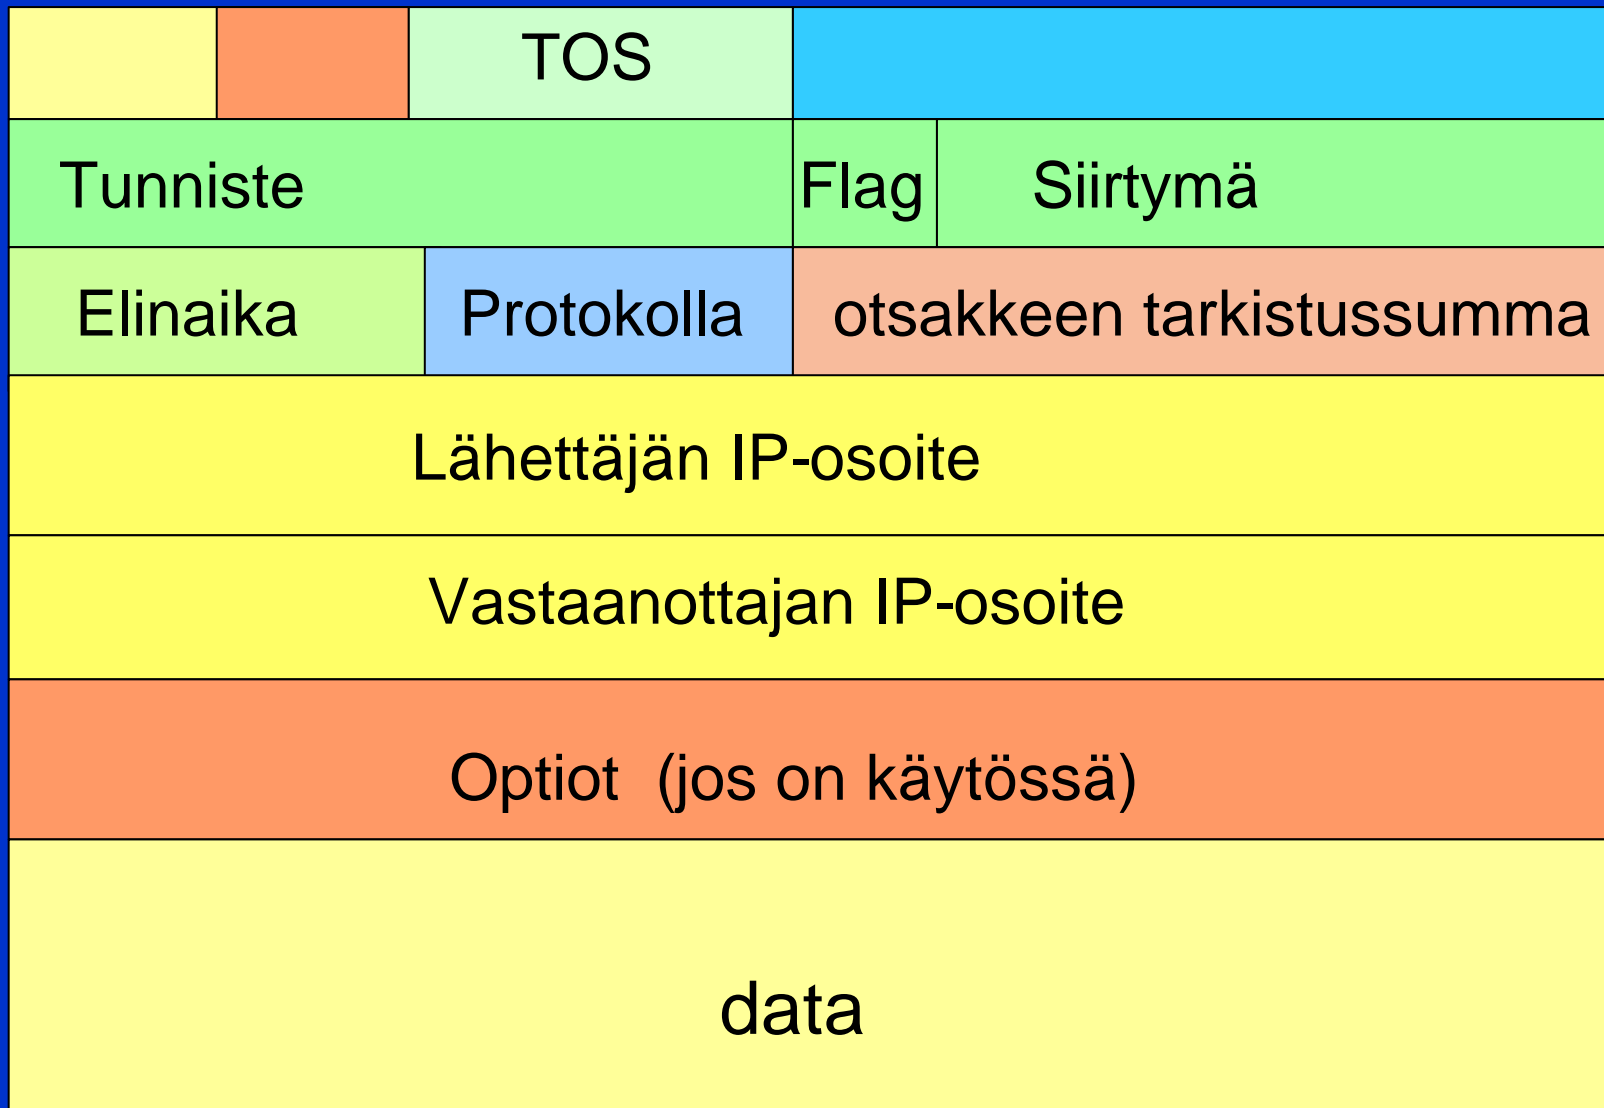 TOS
Tunniste
Flag
Siirtymä
Elinaika
Protokolla
otsakkeen tarkistussumma
Lähettäjän IP-osoite
Vastaanottajan IP-osoite
Optiot (jos on käytössä)
data